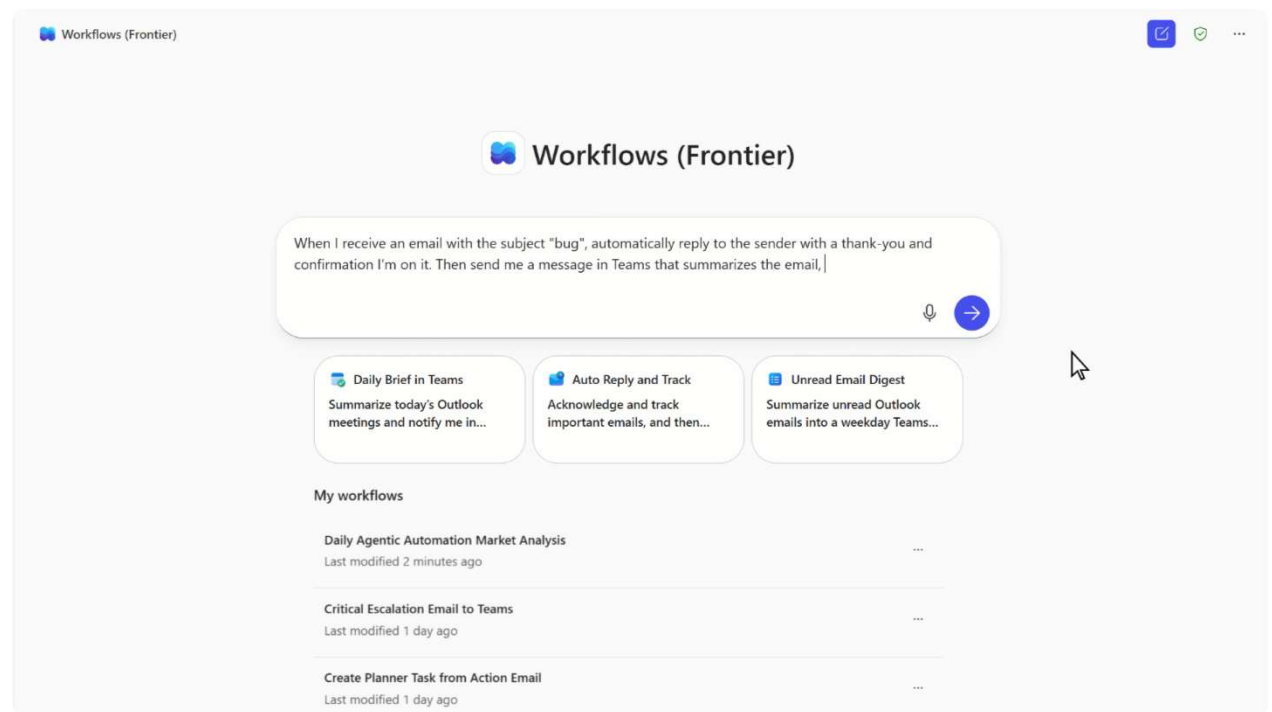 Workflows (Frontier)
...
Workflows (Frontier)
When I receive an email with the subject "bug", automatically reply to the sender with a thank-you and
confirmation I'm on it. Then send me a message in Teams that summarizes the email,
Daily Brief in Teams
Summarize today's Outlook
meetings and notify me in...
Auto Reply and Track
Acknowledge and track
important emails, and then...
Unread Email Digest
Summarize unread Outlook
emails into a weekday Teams...
My workflows
Daily Agentic Automation Market Analysis
Last modified 2 minutes ago
...
Critical Escalation Email to Teams
Last modified 1 day ago
...
Create Planner Task from Action Email
Last modified 1 day ago
...